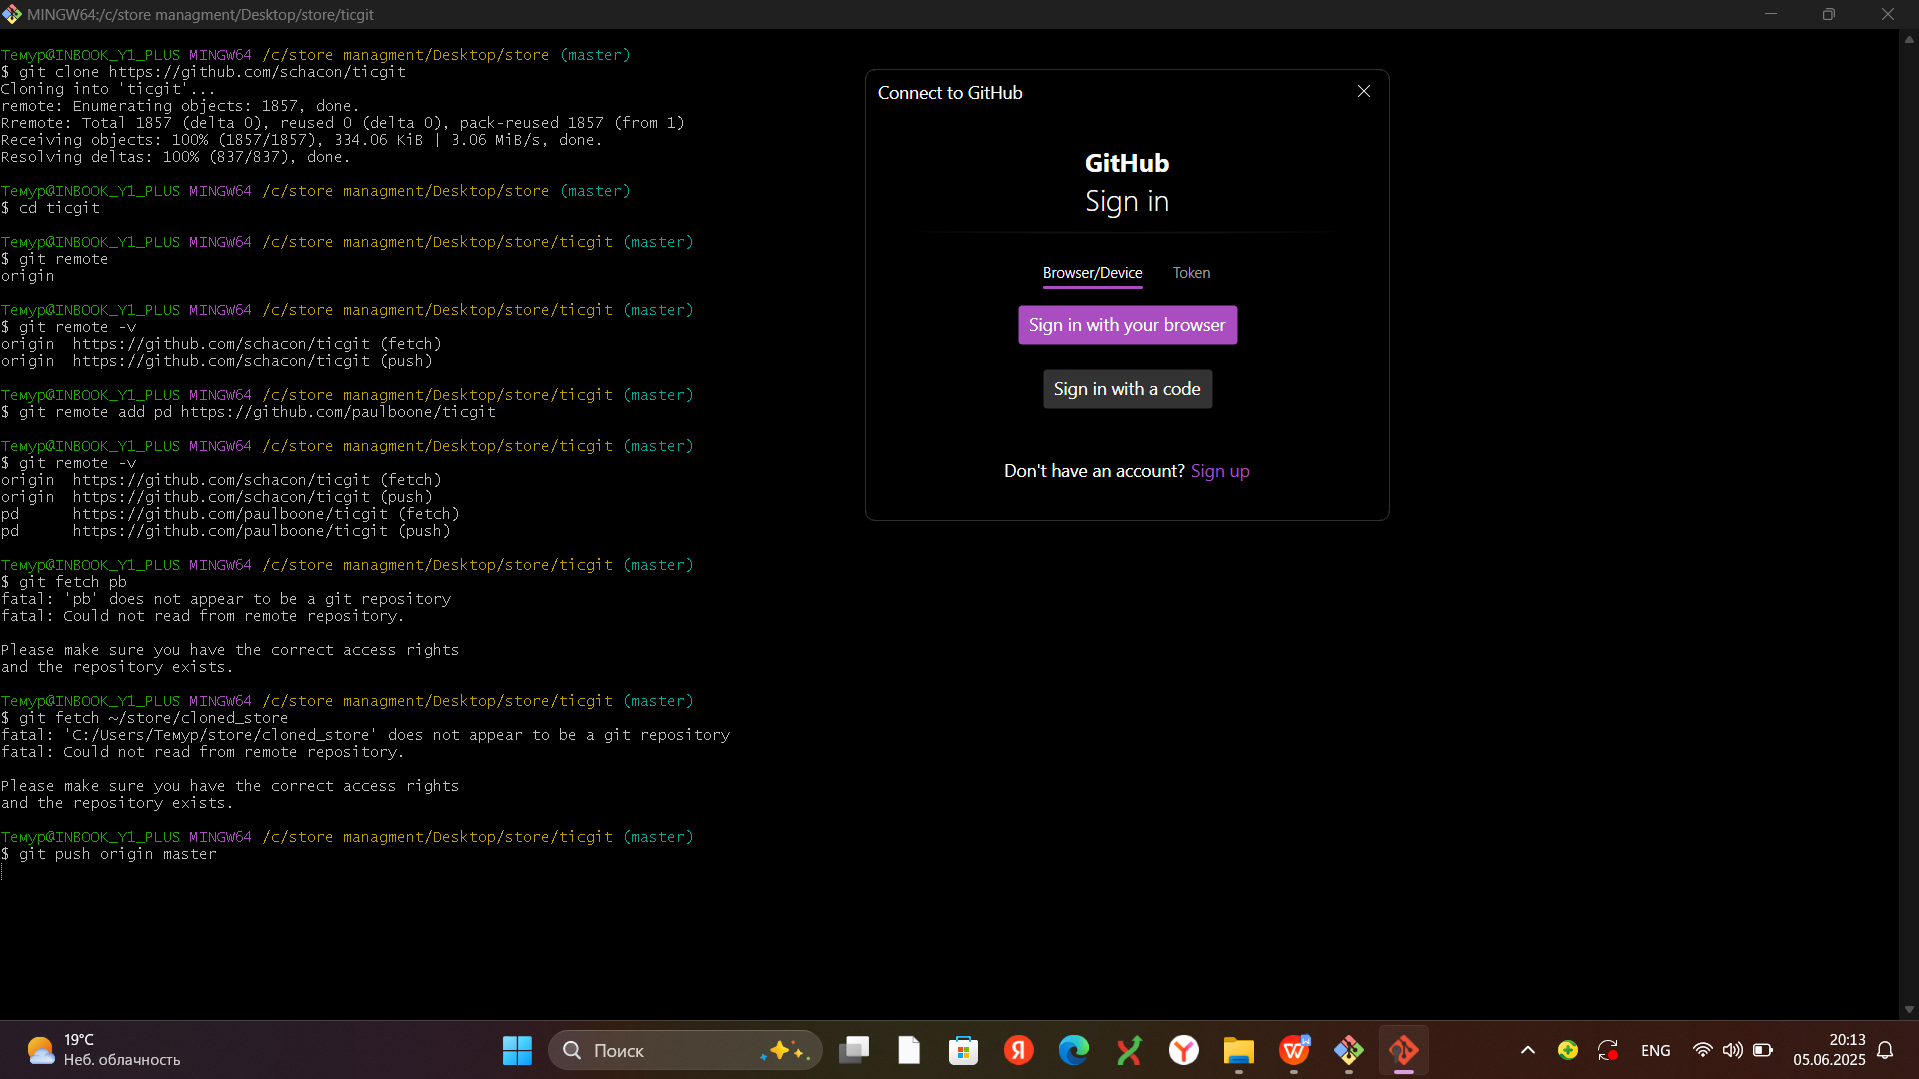 MINGW64:/c/store managment/Desktop/store/ticgit
Темур@INBOOK_Y1_PLUS MINGW64 /c/store managment/Desktop/store (master)
$ git clone https://github.com/schacon/ticgit
Cloning into 'ticgit'...
remote: Enumerating objects: 1857, done.
Rremote: Total 1857 (delta 0), reused 0 (delta 0), pack-reused 1857 (from 1)
Receiving objects: 100% (1857/1857), 334.06 KiB | 3.06 MiB/s, done.
Resolving deltas: 100% (837/837), done.
Темур@INBOOK_Y1_PLUS MINGW64 /c/store managment/Desktop/store (master)
$ cd ticgit
Темур@INBOOK_Y1_PLUS MINGW64 /c/store managment/Desktop/store/ticgit (master)
$ git remote
origin
Темур@INBOOK_Y1_PLUS MINGW64 /c/store managment/Desktop/store/ticgit (master)
$ git remote -v
origin  https://github.com/schacon/ticgit (fetch)
origin  https://github.com/schacon/ticgit (push)
Темур@INBOOK_Y1_PLUS MINGW64 /c/store managment/Desktop/store/ticgit (master)
$ git remote add pd https://github.com/paulboone/ticgit
Темур@INBOOK_Y1_PLUS MINGW64 /c/store managment/Desktop/store/ticgit (master)
$ git remote -v
origin  https://github.com/schacon/ticgit (fetch)
origin  https://github.com/schacon/ticgit (push)
pd      https://github.com/paulboone/ticgit (fetch)
pd      https://github.com/paulboone/ticgit (push)
Темур@INBOOK_Y1_PLUS MINGW64 /c/store managment/Desktop/store/ticgit (master)
$ git fetch pb
fatal: 'pb' does not appear to be a git repository
fatal: Could not read from remote repository.
Please make sure you have the correct access rights
and the repository exists.
Темур@INBOOK_Y1_PLUS MINGW64 /c/store managment/Desktop/store/ticgit (master)
$ git fetch ~/store/cloned_store
fatal: 'C:/Users/Темур/store/cloned_store' does not appear to be a git repository
fatal: Could not read from remote repository.
Please make sure you have the correct access rights
and the repository exists.
Темур@INBOOK_Y1_PLUS MINGW64 /c/store managment/Desktop/store/ticgit (master)
$ git push origin master
Connect to GitHub
GitHub
Sign in
Browser/Device Token
Sign in with your browser
Sign in with a code
Don't have an account? Sign up
19°C
Неб. облачность
Поиск
Я
Y
W
ENG
20:13
05.06.2025